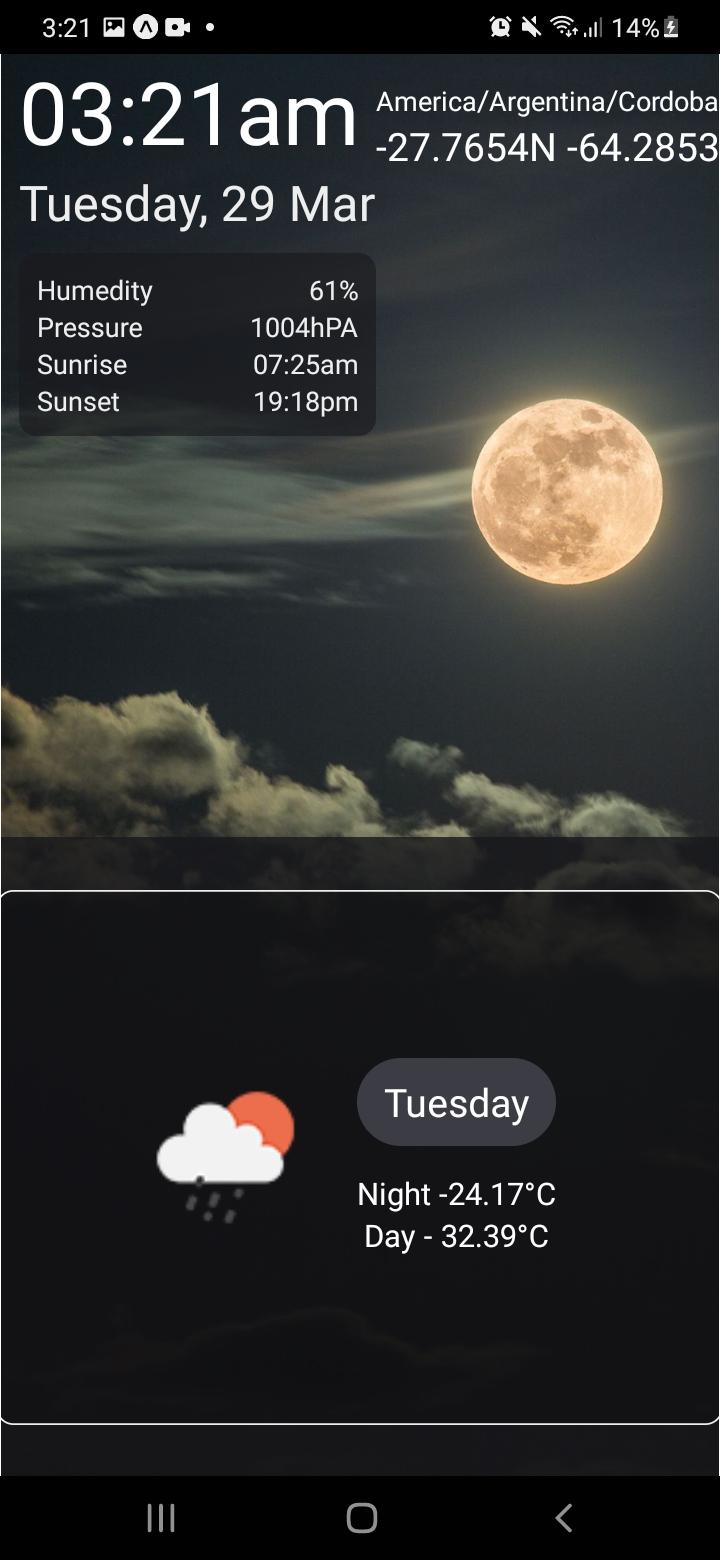 3:21 14%
03:21am
America/Argentina/Cordoba
-27.7654N -64.2853
Tuesday, 29 Mar
Humedity 61%
Pressure 1004hPA
Sunrise 07:25am
Sunset 19:18pm
Tuesday
Night -24.17°C
Day - 32.39°C